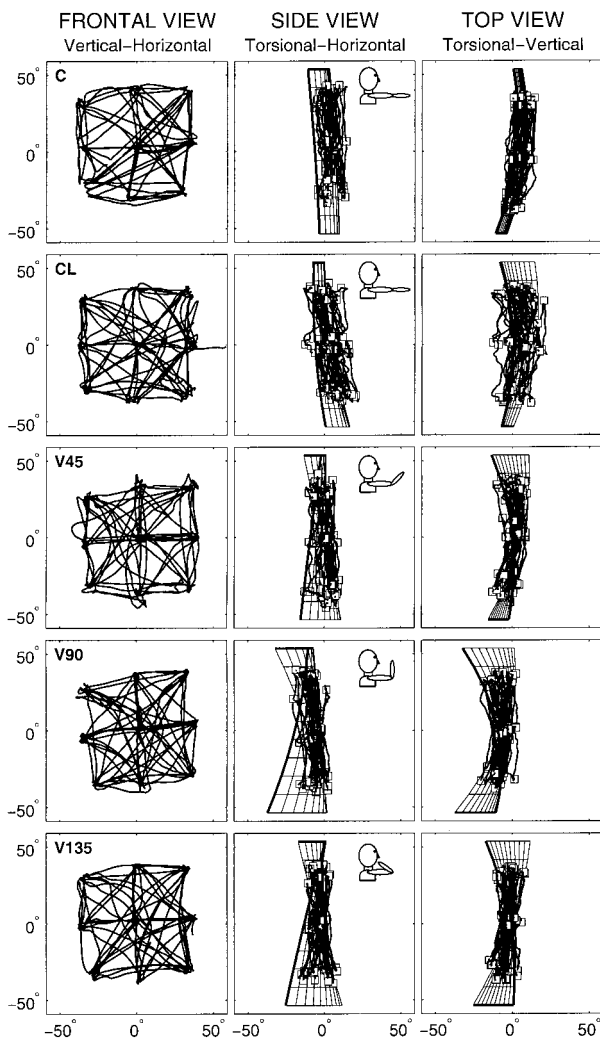 FRONTAL VIEW SIDE VIEW TOP VIEW
Vertical–Horizontal Torsional–Horizontal Torsional–Vertical
C
50°
0°
−50°
CL
50°
0°
−50°
V45
50°
0°
−50°
V90
50°
0°
−50°
V135
50°
0°
−50°
−50° 0° 50° −50° 0° 50° −50° 0° 50°